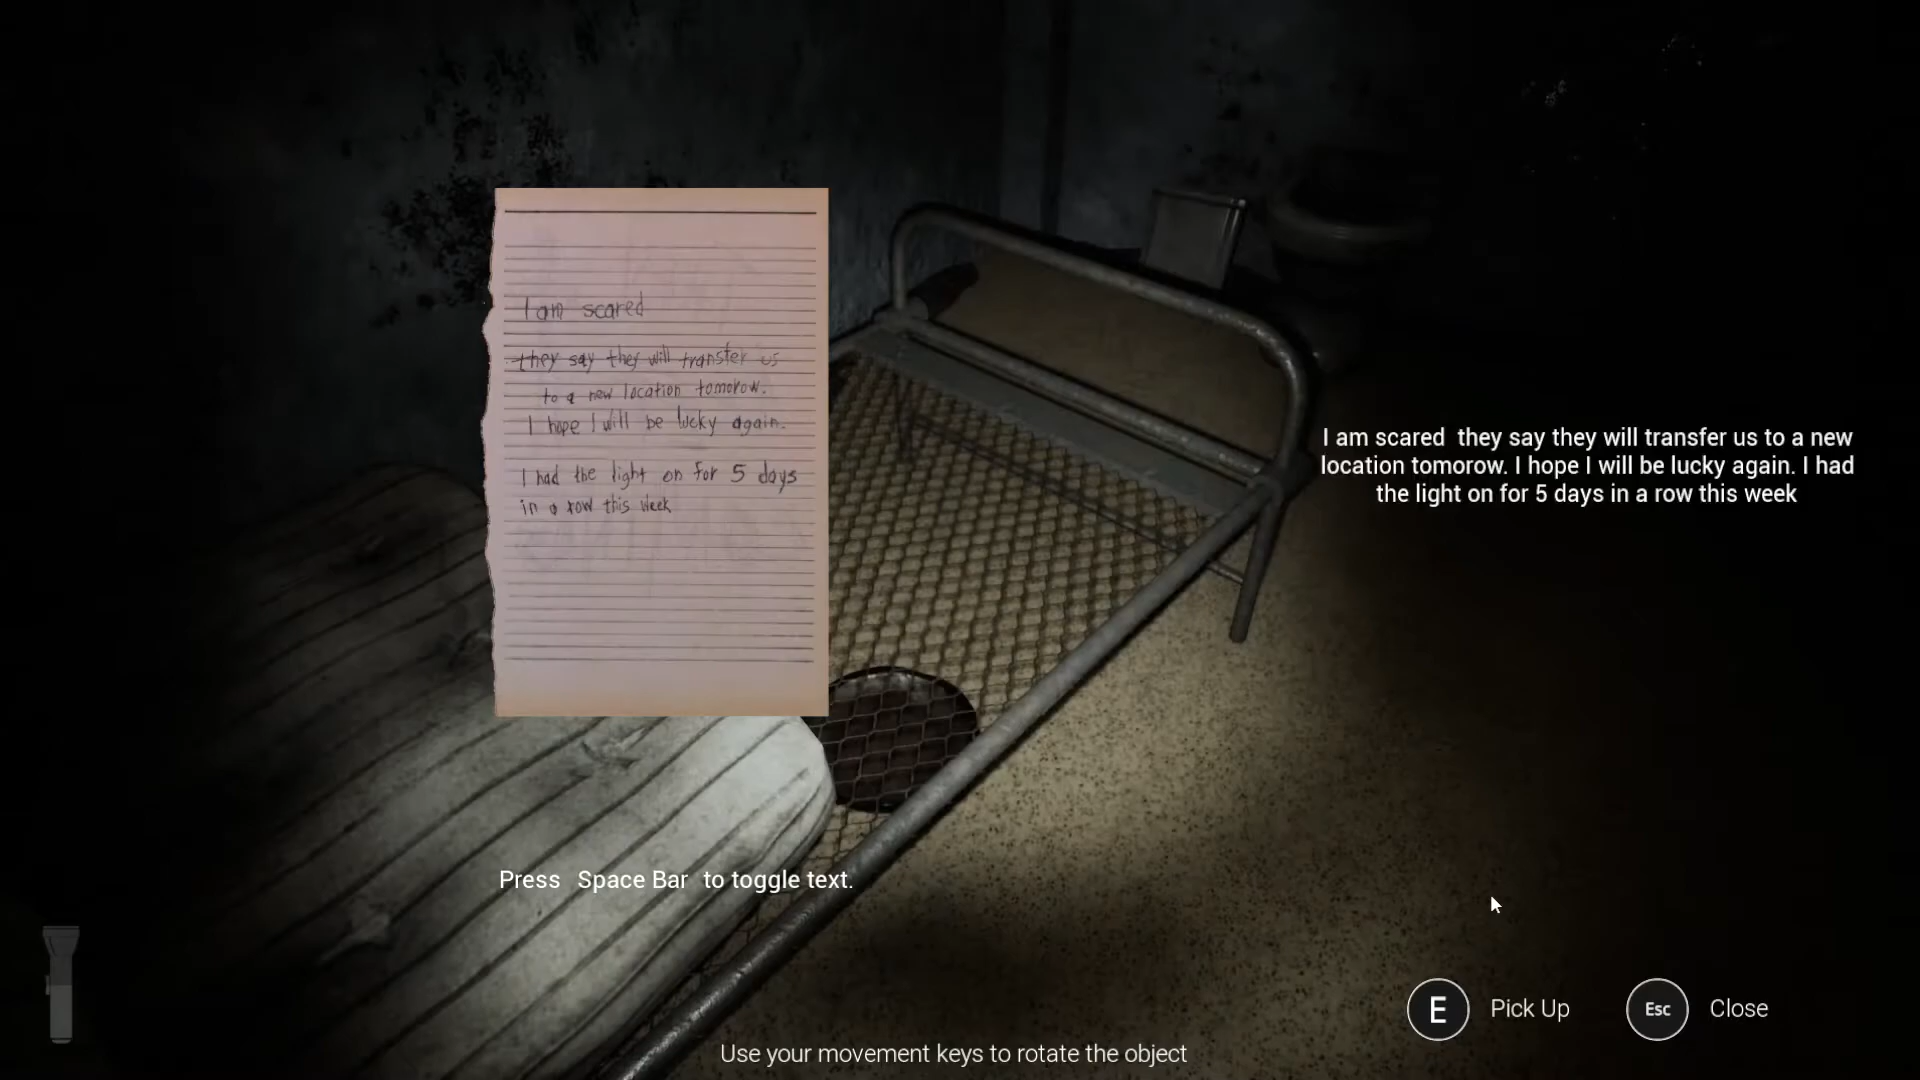 I am scared
they say they will transfer us
to a new location tomorow.
I hope I will be lucky again.
I had the light on for 5 days
in a row this week
I am scared  they say they will transfer us to a new
location tomorow. I hope I will be lucky again. I had
the light on for 5 days in a row this week
Press Space Bar to toggle text.
E Pick Up
Esc Close
Use your movement keys to rotate the object